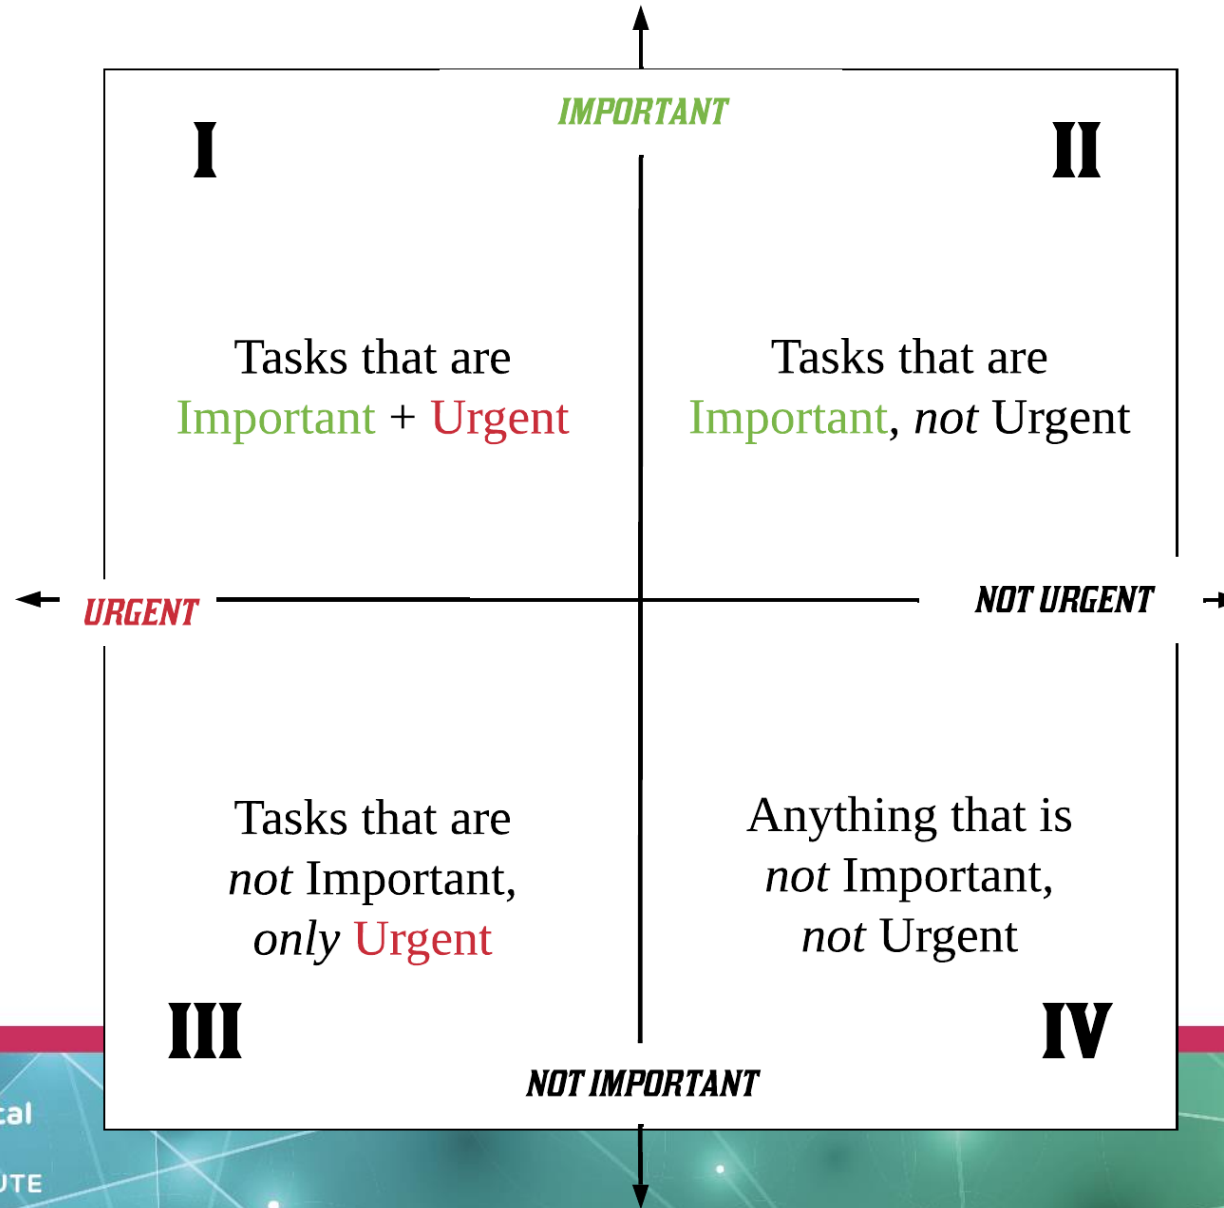 IMPORTANT
I
II
Tasks that are
Important + Urgent
Tasks that are
Important, not Urgent
URGENT
NOT URGENT
Tasks that are
not Important,
only Urgent
Anything that is
not Important,
not Urgent
III
IV
NOT IMPORTANT